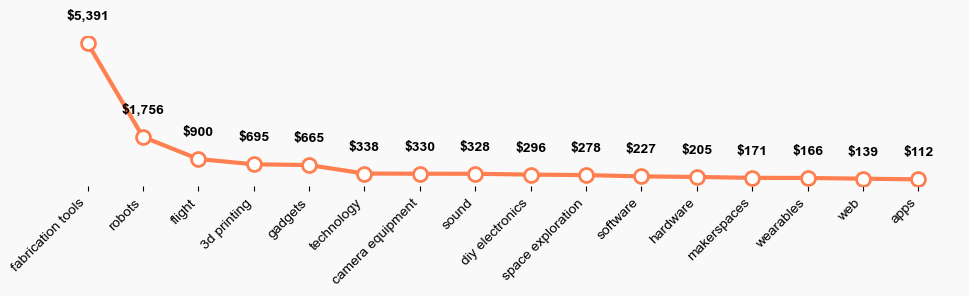 $5,391
$1,756
$900
$695
$665
$338
$330
$328
$296
$278
$227
$205
$171
$166
$139
$112
fabrication tools
robots
flight
3d printing
gadgets
technology
camera equipment
sound
diy electronics
space exploration
software
hardware
makerspaces
wearables
web
apps